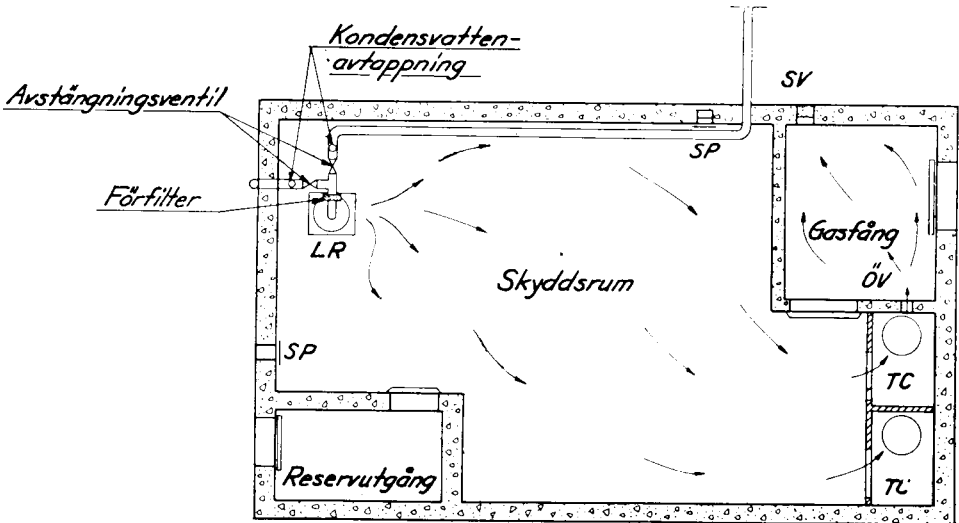 Kondensvatten-
avtappning
Avstängningsventil
SV
SP
Förfilter
LR
Gasfång
ÖV
Skyddsrum
SP
TC
Reservutgång
TC